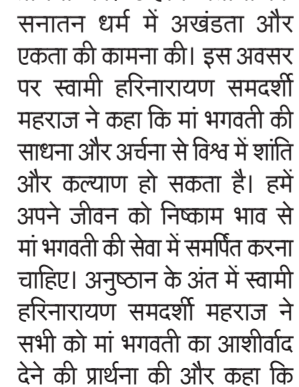 सनातन धर्म में अखंडता और
एकता की कामना की। इस अवसर
पर स्वामी हरिनारायण समदर्शी
महराज ने कहा कि मां भगवती की
साधना और अर्चना से विश्व में शांति
और कल्याण हो सकता है। हमें
अपने जीवन को निष्काम भाव से
मां भगवती की सेवा में समर्पित करना
चाहिए। अनुष्ठान के अंत में स्वामी
हरिनारायण समदर्शी महराज ने
सभी को मां भगवती का आशीर्वाद
देने की प्रार्थना की और कहा कि